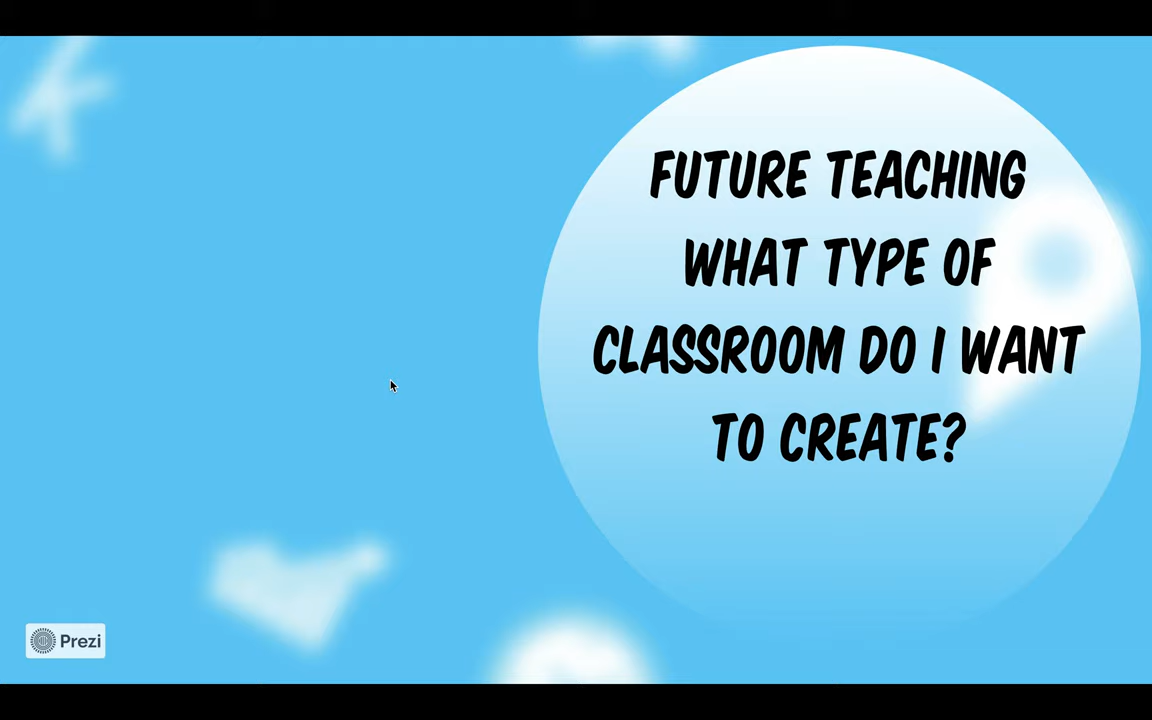 FUTURE TEACHING
WHAT TYPE OF
CLASSROOM DO I WANT
TO CREATE?
Prezi